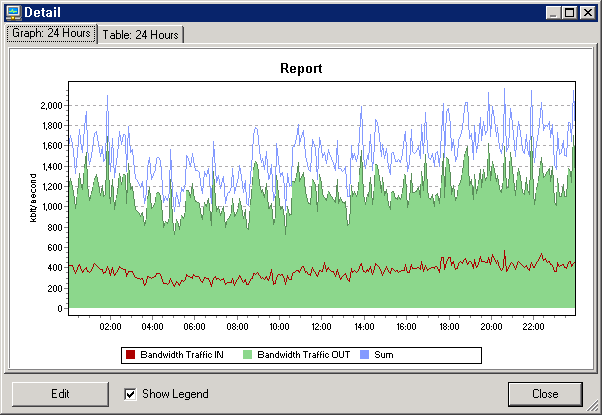 Detail
Graph: 24 Hours
Table: 24 Hours
Report
2,000
1,800
1,600
1,400
1,200
1,000
800
600
400
200
0
kbit/second
02:00 04:00 06:00 08:00 10:00 12:00 14:00 16:00 18:00 20:00 22:00
Bandwidth Traffic IN Bandwidth Traffic OUT Sum
Edit Show Legend Close